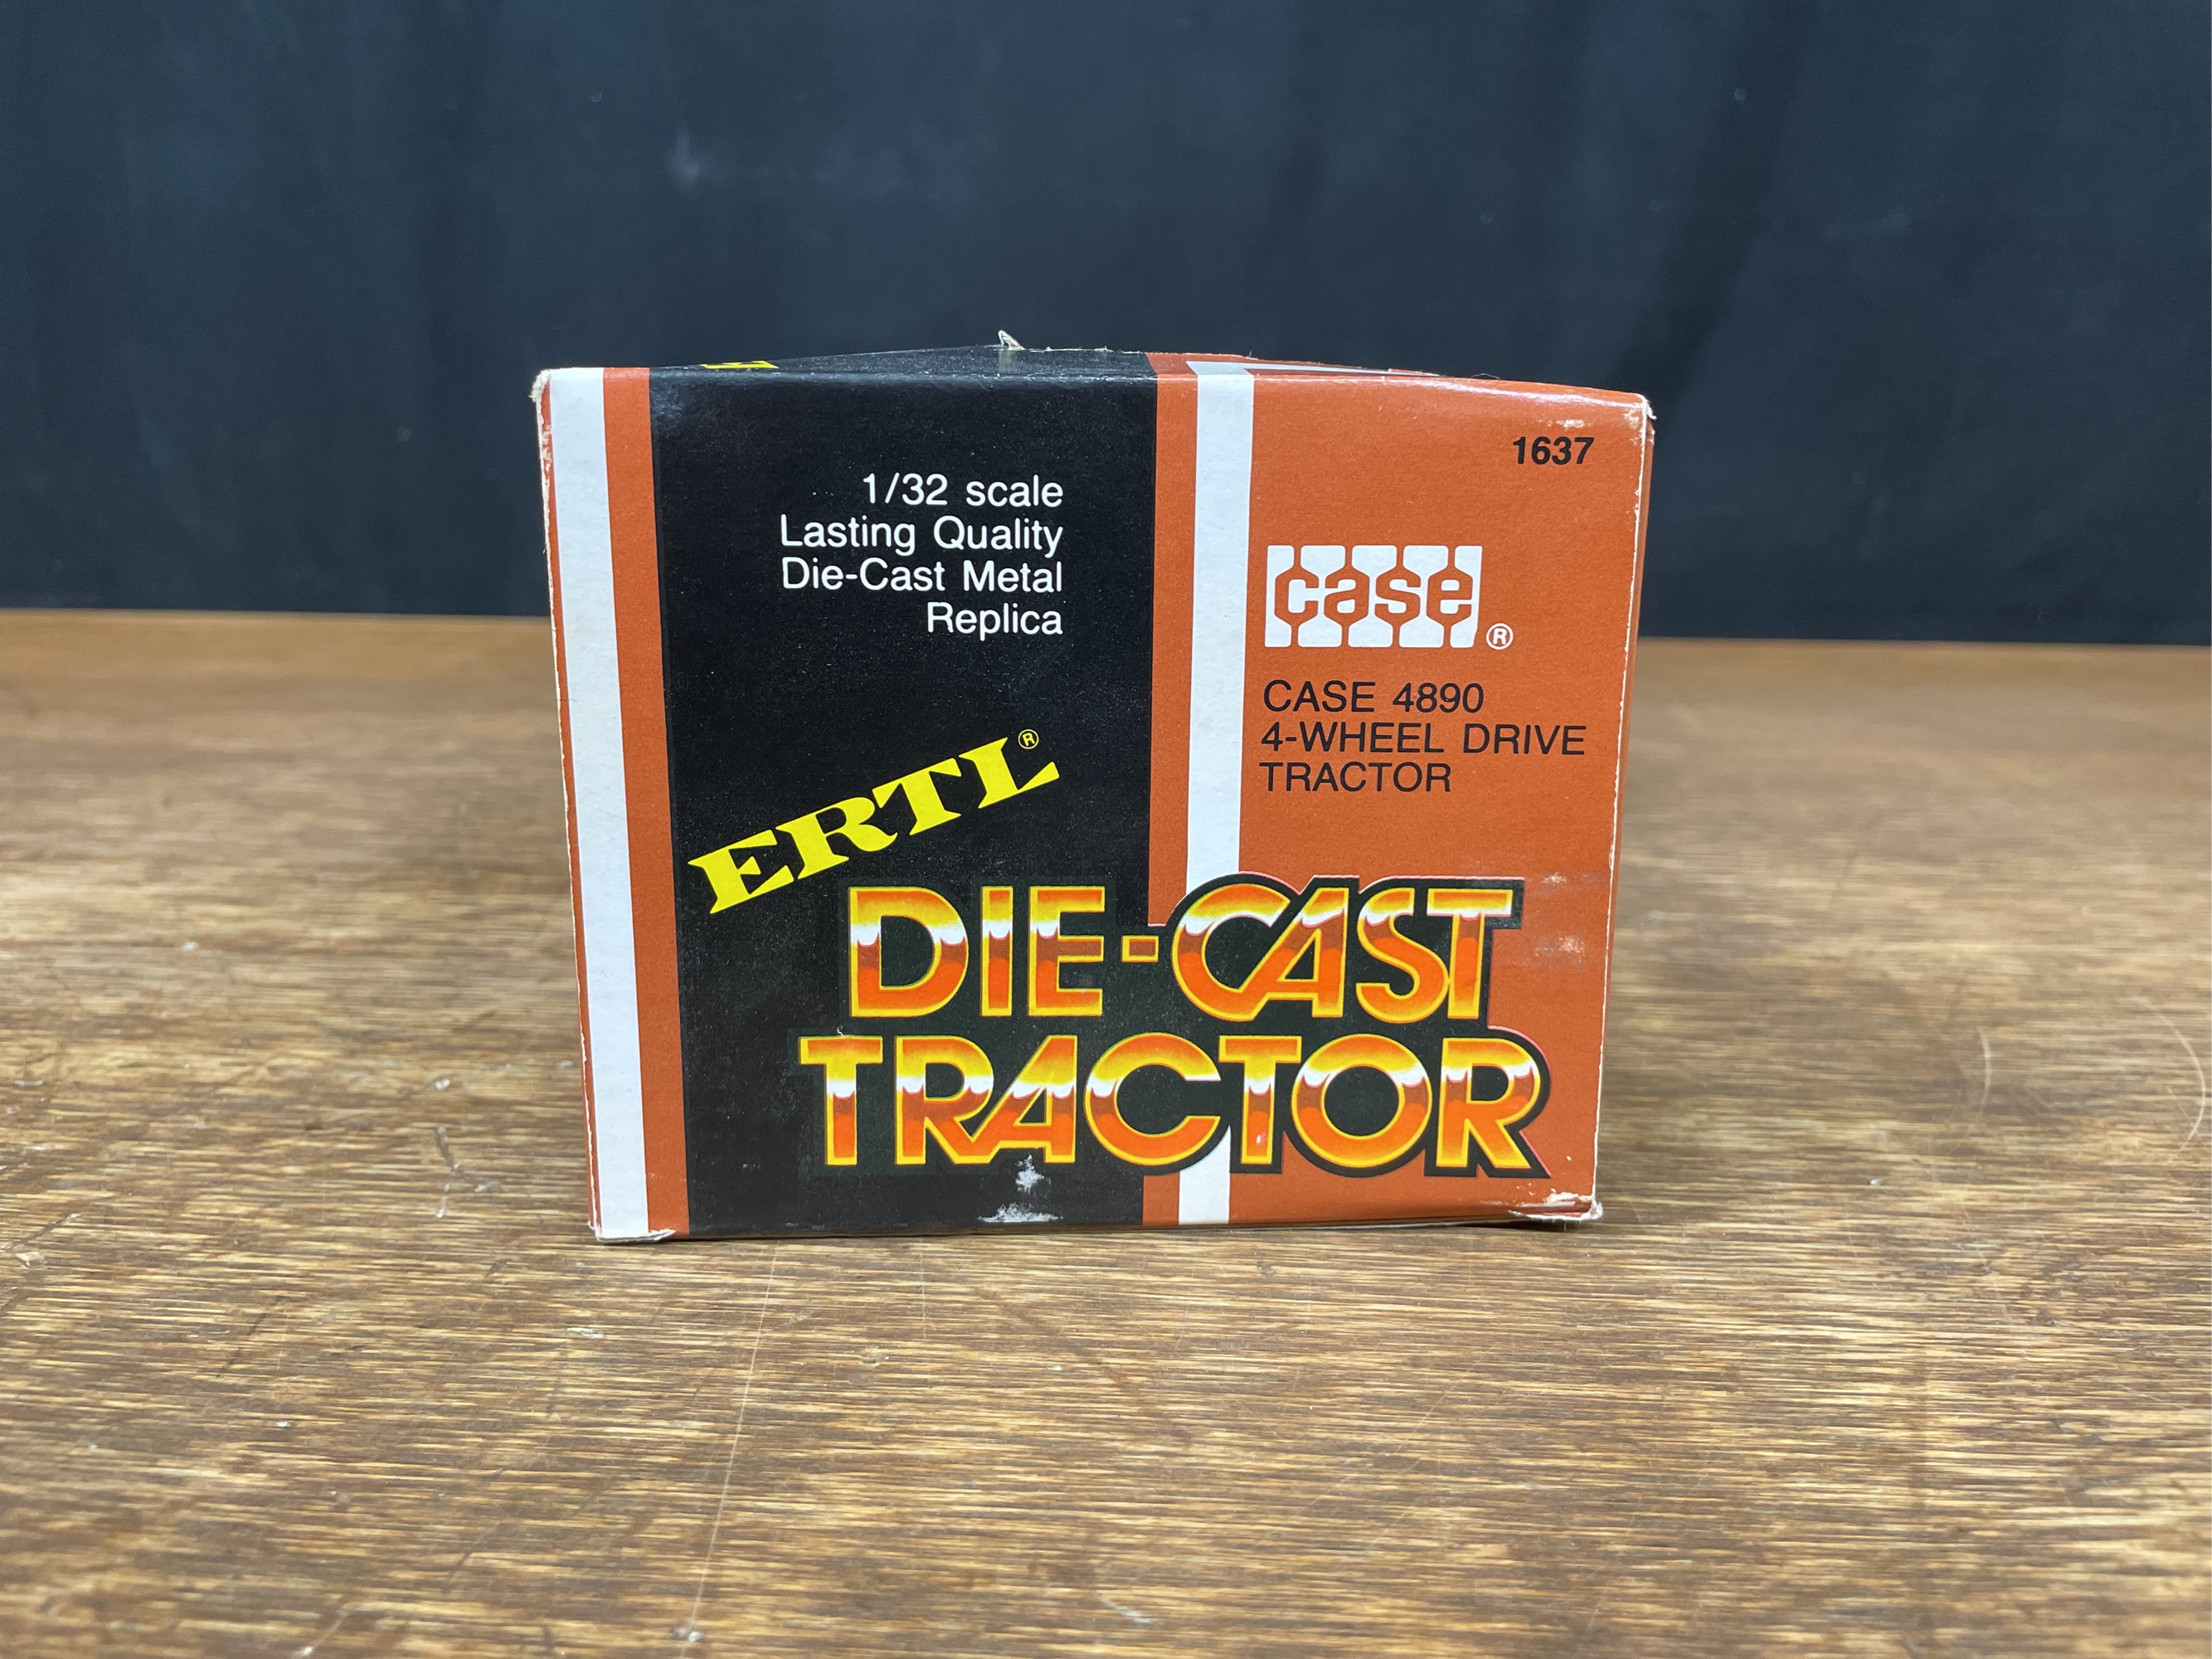 1637
1/32 scale
Lasting Quality
Die-Cast Metal
Replica
case®
CASE 4890
4-WHEEL DRIVE
TRACTOR
ERTL®
DIE-CAST
TRACTOR